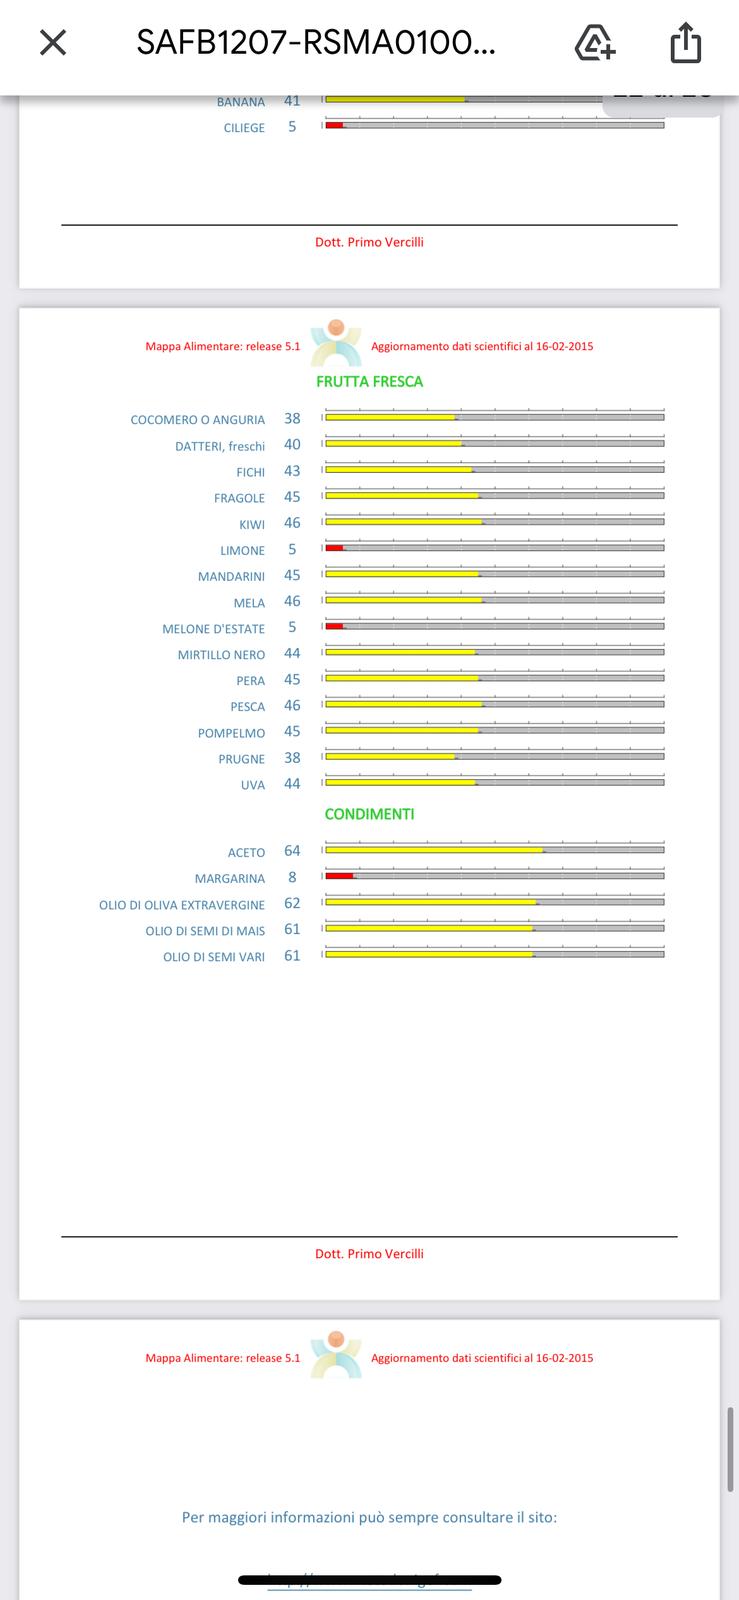 SAFB1207-RSMA0100...
BANANA 41
CILIEGE 5
Dott. Primo Vercilli
Mappa Alimentare: release 5.1 Aggiornamento dati scientifici al 16-02-2015
FRUTTA FRESCA
COCOMERO O ANGURIA 38
DATTERI, freschi 40
FICHI 43
FRAGOLE 45
KIWI 46
LIMONE 5
MANDARINI 45
MELA 46
MELONE D'ESTATE 5
MIRTILLO NERO 44
PERA 45
PESCA 46
POMPELMO 45
PRUGNE 38
UVA 44
CONDIMENTI
ACETO 64
MARGARINA 8
OLIO DI OLIVA EXTRAVERGINE 62
OLIO DI SEMI DI MAIS 61
OLIO DI SEMI VARI 61
Dott. Primo Vercilli
Mappa Alimentare: release 5.1 Aggiornamento dati scientifici al 16-02-2015
Per maggiori informazioni può sempre consultare il sito: